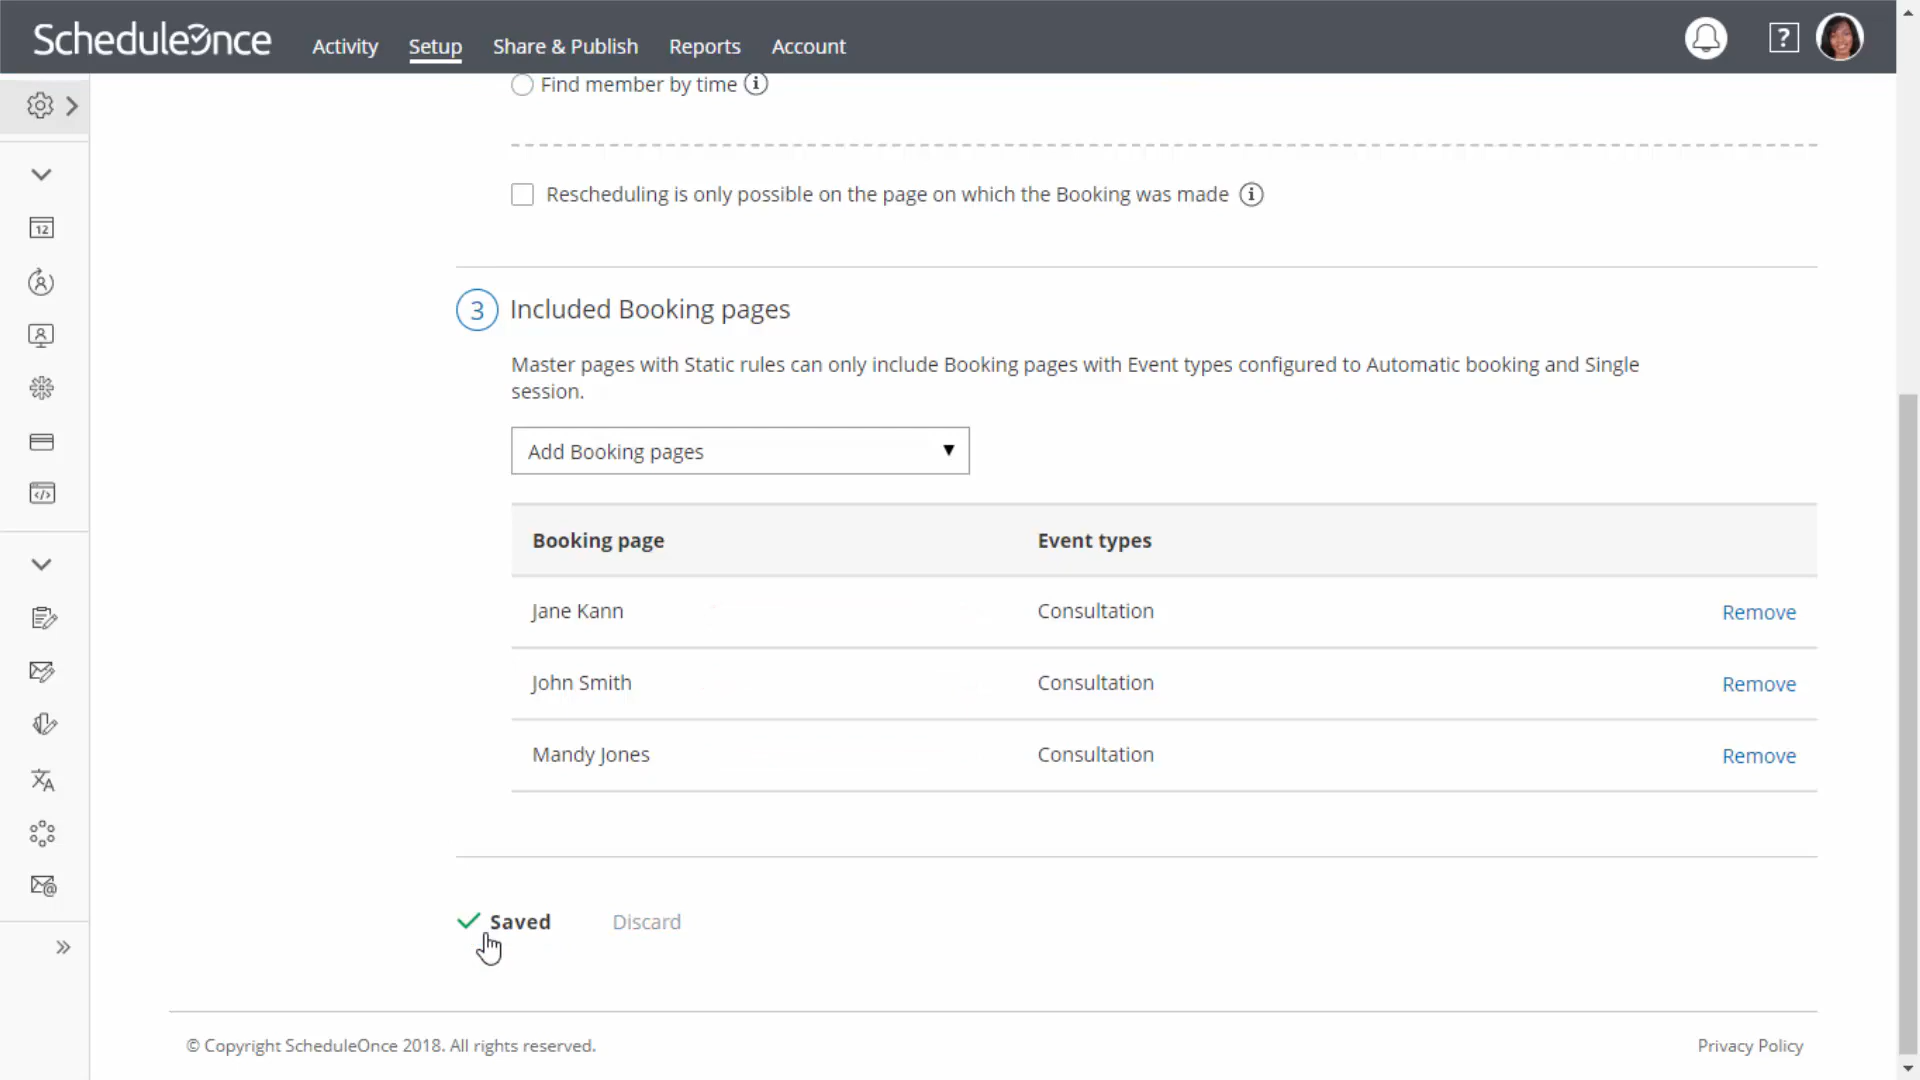 ScheduleOnce Activity Setup Share & Publish Reports Account ?
Find member by time i
12
Rescheduling is only possible on the page on which the Booking was made i
3 Included Booking pages
Master pages with Static rules can only include Booking pages with Event types configured to Automatic booking and Single
session.
Add Booking pages
Booking page Event types
Jane Kann Consultation Remove
John Smith Consultation Remove
Mandy Jones Consultation Remove
Saved Discard
© Copyright ScheduleOnce 2018. All rights reserved. Privacy Policy